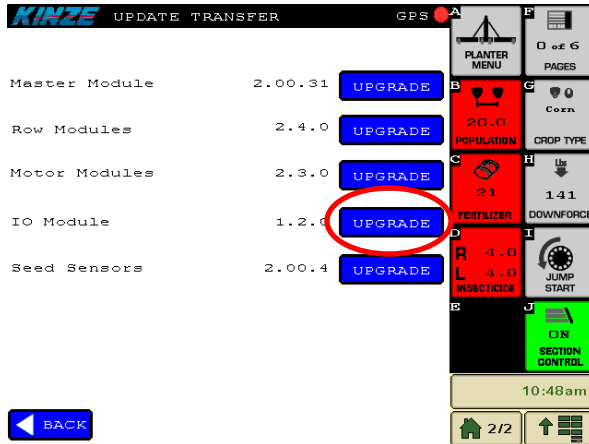 KINZE UPDATE TRANSFER GPS
Master Module 2.00.31 UPGRADE
Row Modules 2.4.0 UPGRADE
Motor Modules 2.3.0 UPGRADE
IO Module 1.2.0 UPGRADE
Seed Sensors 2.00.4 UPGRADE
BACK
A
PLANTER
MENU
F
0 of 6
PAGES
B
20.0
POPULATION
G
Corn
CROP TYPE
C
21
FERTILIZER
H
Lbs
141
DOWNFORCE
D
R 4.0
L 4.0
INSECTICIDE
I
JUMP
START
E
J
ON
SECTION
CONTROL
10:48am
2/2